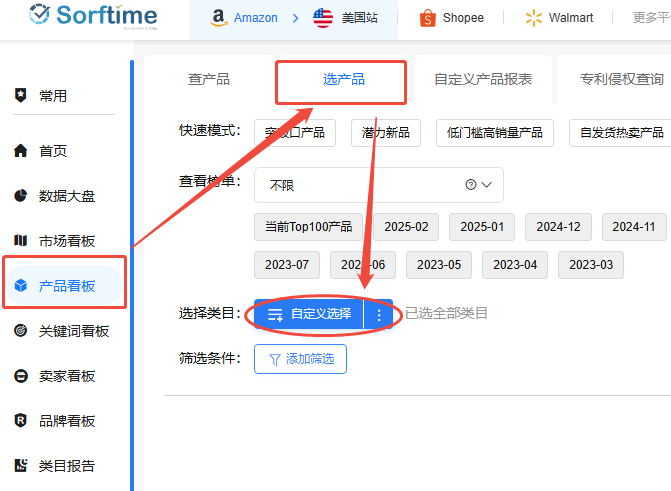 Sorftime
Amazon
美国站
Shopee
Walmart
更多平
常用
首页
数据大盘
市场看板
产品看板
关键词看板
卖家看板
品牌看板
类目报告
查产品
选产品
自定义产品报表
专利侵权查询
快速模式：
突破口产品
潜力新品
低门槛高销量产品
自发货热卖产品
查看榜单：
不限
当前Top100产品
2025-02
2025-01
2024-12
2024-11
2023-07
2023-06
2023-05
2023-04
2023-03
选择类目：
自定义选择
已选全部类目
筛选条件：
添加筛选